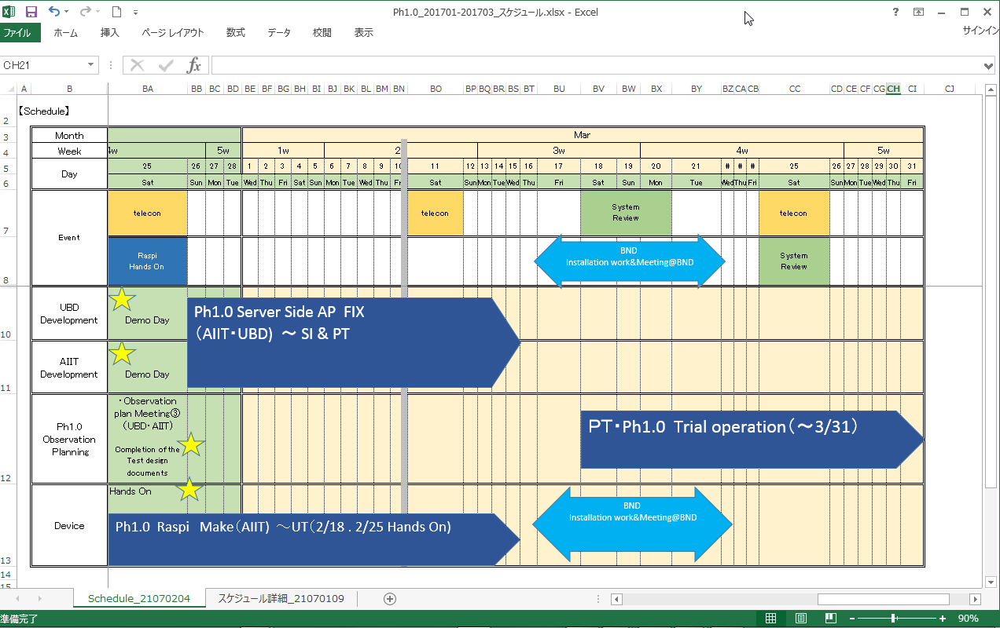 Ph1.0_201701-201703_スケジュール.xlsx - Excel
ファイル ホーム 挿入 ページ レイアウト 数式 データ 校閲 表示 サインイン
CH21 fx
A B BA BB BC BD BE BF BG BH BI BJ BK BL BM BN BO BP BQ BR BS BT BU BV BW BX BY BZ CA CB CC CD CE CF CG CH CI CJ
2 【Schedule】
3 Month Mar
4 Week 4w 5w 1w 2 3w 4w 5w
5 Day 25 26 27 28 1 2 3 4 5 6 7 8 9 10 11 12 13 14 15 16 17 18 19 20 21 # # # 25 26 27 28 29 30 31
6 Sat Sun Mon Tue Wed Thu Fri Sat Sun Mon Tue Wed Thu Fr Sat Sun Mon Tue Wed Thu Fri Sat Sun Mon Tue Wed Thu Fri Sat Sun Mon Tue Wed Thu Fri
7 Event telecon telecon System
Review telecon
8 Raspi
Hands On
BND
Installation work&Meeting@BND
System
Review
10 UBD
Development
Demo Day
Ph1.0 Server Side AP FIX
（AIIT・UBD） ～ SI & PT
11 AIIT
Development
Demo Day
12 Ph1.0
Observation
Planning
・Observation
plan Meeting③
（UBD・AIIT）
Completion of the
Test design
documents
PT・Ph1.0 Trial operation（～3/31）
13 Device
Hands On
Ph1.0 Raspi Make（AIIT） ～UT（2/18 . 2/25 Hands On）
BND
Installation work&Meeting@BND
14
15
Schedule_21070204 スケジュール詳細_21070109
準備完了 90%